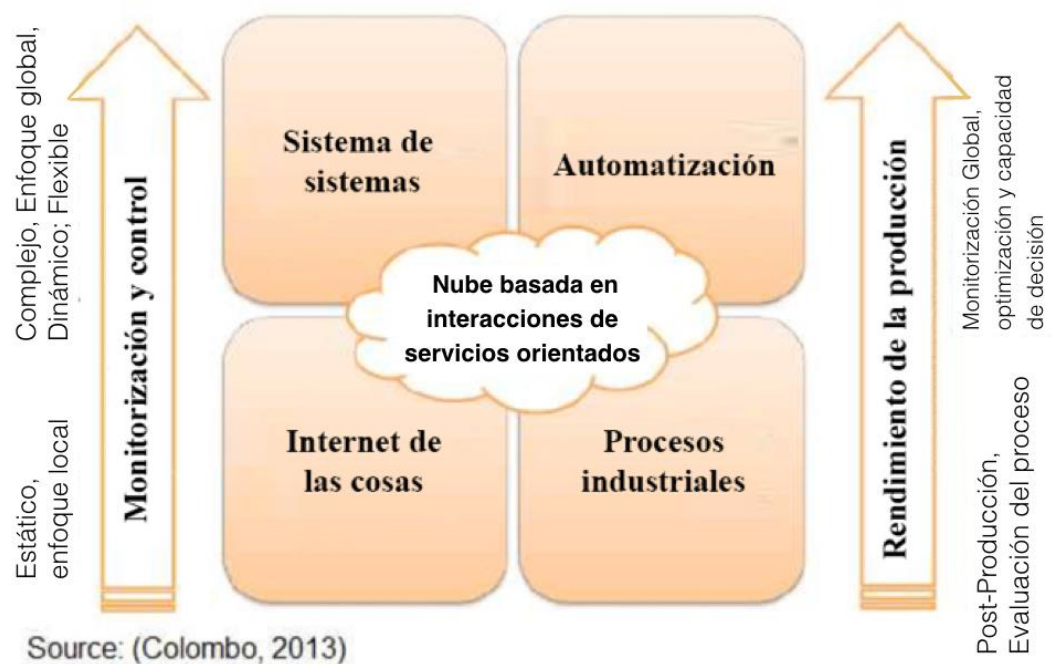 Complejo, Enfoque global,
Dinámico; Flexible
Estático,
enfoque local
Monitorización y control
Sistema de
sistemas
Automatización
Nube basada en
interacciones de
servicios orientados
Internet de
las cosas
Procesos
industriales
Rendimiento de la producción
Monitorización Global,
optimización y capacidad
de decisión
Post-Producción,
Evaluación del proceso
Source: (Colombo, 2013)